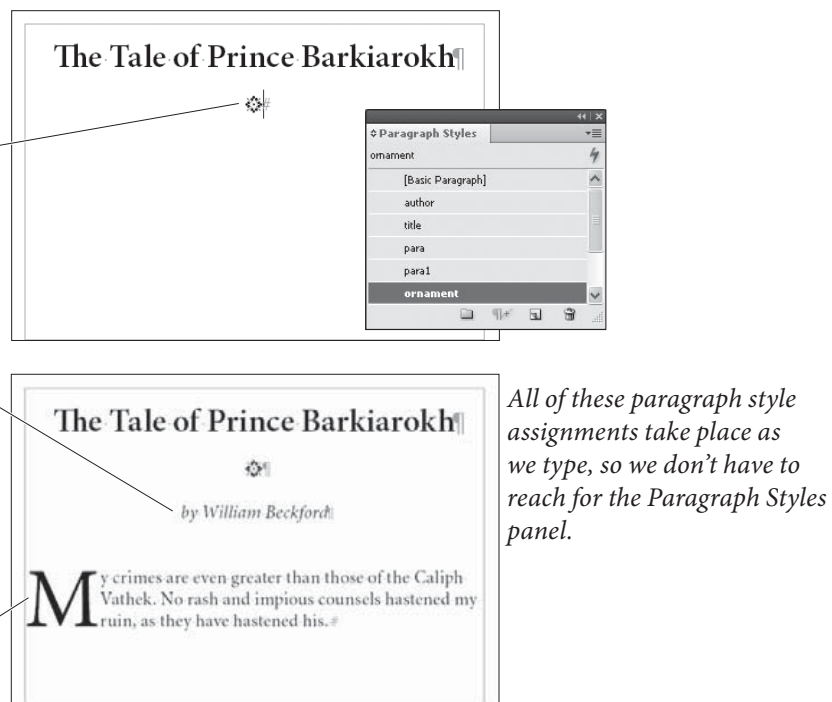 The Tale of Prince Barkiarokh¶
#
Paragraph Styles
ornament
[Basic Paragraph]
author
title
para
para1
ornament
The Tale of Prince Barkiarokh¶
¶
by William Beckford¶
My crimes are even greater than those of the Caliph
Vathek. No rash and impious counsels hastened my
ruin, as they have hastened his.#
All of these paragraph style
assignments take place as
we type, so we don’t have to
reach for the Paragraph Styles
panel.